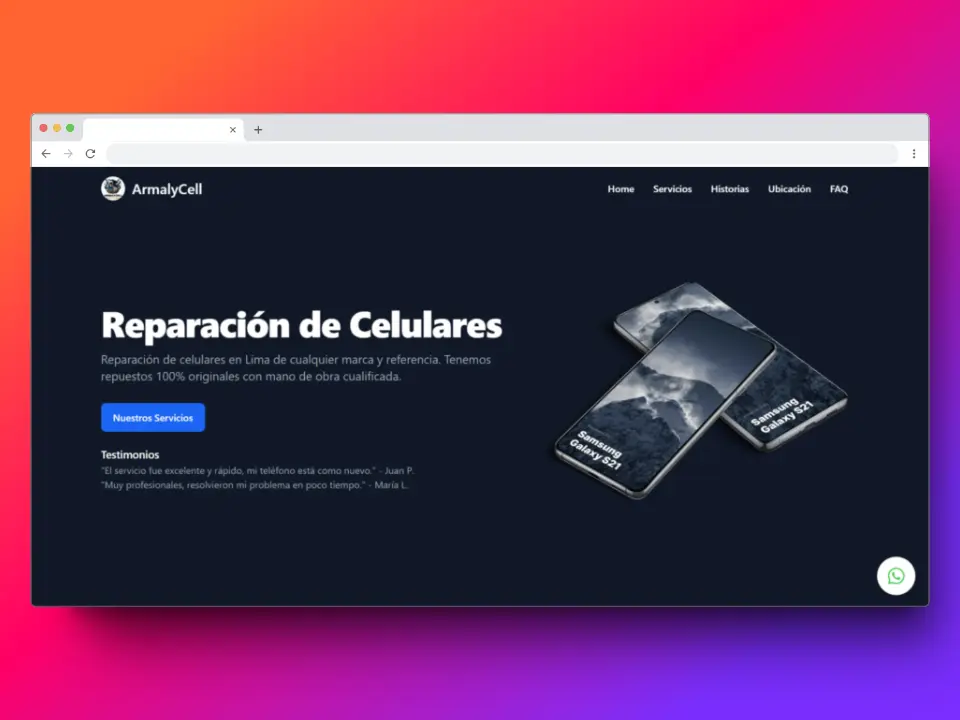 ArmalyCell
Home Servicios Historias Ubicación FAQ
Reparación de Celulares
Reparación de celulares en Lima de cualquier marca y referencia. Tenemos
repuestos 100% originales con mano de obra cualificada.
Nuestros Servicios
Testimonios
"El servicio fue excelente y rápido, mi teléfono está como nuevo." - Juan P.
"Muy profesionales, resolvieron mi problema en poco tiempo." - María L.
Samsung
Galaxy S21
Samsung
Galaxy S21